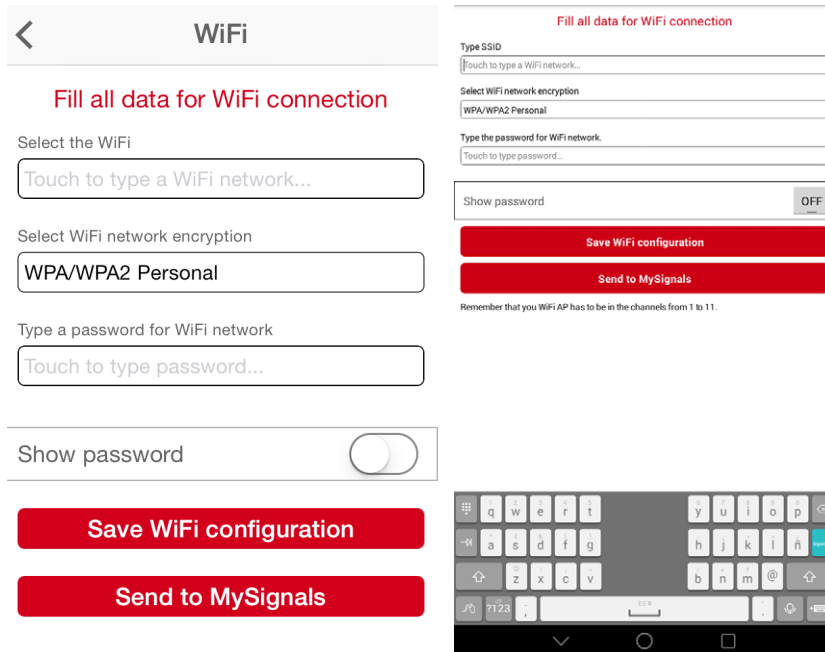 WiFi
Fill all data for WiFi connection
Select the WiFi
Touch to type a WiFi network...
Select WiFi network encryption
WPA/WPA2 Personal
Type a password for WiFi network
Touch to type password...
Show password
Save WiFi configuration
Send to MySignals
Fill all data for WiFi connection
Type SSID
Touch to type a WiFi network...
Select WiFi network encryption
WPA/WPA2 Personal
Type the password for WiFi network.
Touch to type password...
Show password OFF
Save WiFi configuration
Send to MySignals
Remember that you WiFi AP has to be in the channels from 1 to 11.
q w e r t y u i o p
a s d f g h j k l ñ
z x c v b n m @
?123 , .